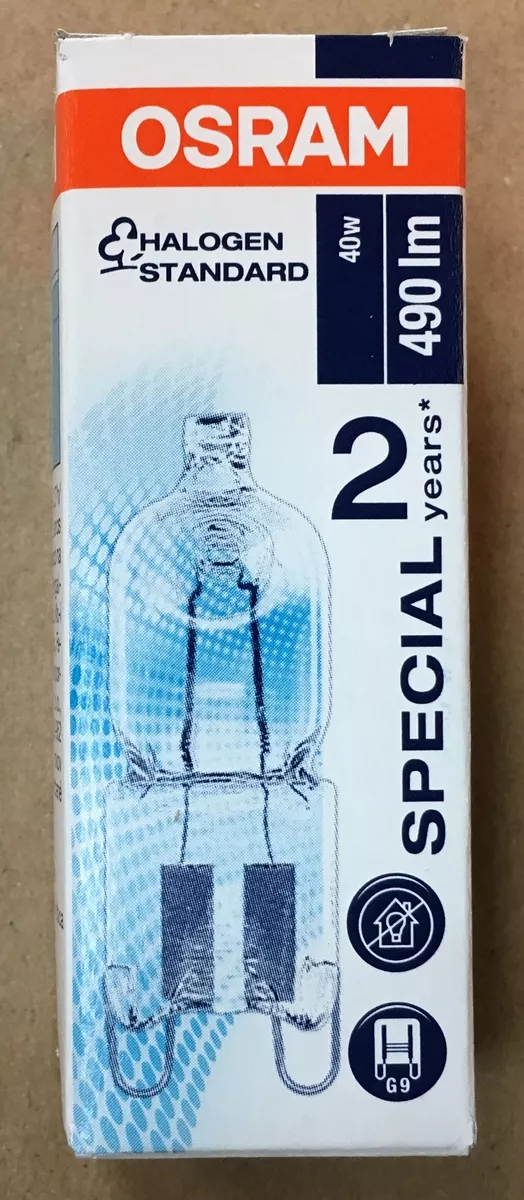 OSRAM
HALOGEN
STANDARD
40W
490 lm
2
years*
SPECIAL
G9